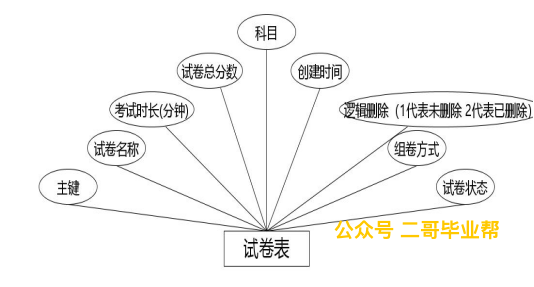 科目
试卷总分数
创建时间
考试时长(分钟)
逻辑删除（1代表未删除 2代表已删除）
试卷名称
组卷方式
主键
试卷状态
公众号 二哥毕业帮
试卷表